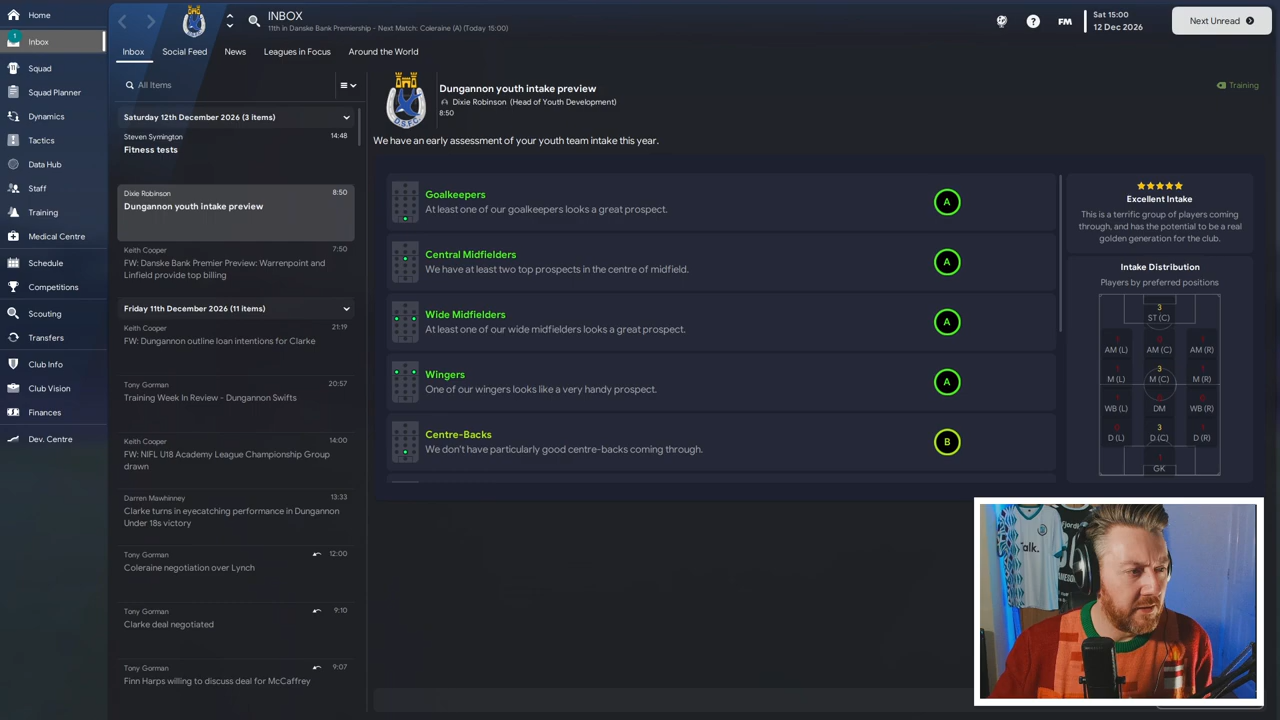 Home
Inbox
Squad
Squad Planner
Dynamics
Tactics
Data Hub
Staff
Training
Medical Centre
Schedule
Competitions
Scouting
Transfers
Club Info
Club Vision
Finances
Dev. Centre
1
INBOX
11th in Danske Bank Premiership - Next Match: Coleraine (A) (Today 15:00)
FM
Sat 15:00
12 Dec 2026
Next Unread
Inbox
Social Feed
News
Leagues in Focus
Around the World
All Items
Saturday 12th December 2026 (3 items)
Steven Symington 14:48
Fitness tests
Dixie Robinson 8:50
Dungannon youth intake preview
Keith Cooper 7:50
FW: Danske Bank Premier Preview: Warrenpoint and
Linfield provide top billing
Friday 11th December 2026 (11 items)
Keith Cooper 21:19
FW: Dungannon outline loan intentions for Clarke
Tony Gorman 20:57
Training Week In Review - Dungannon Swifts
Keith Cooper 14:00
FW: NIFL U18 Academy League Championship Group
drawn
Darren Mawhinney 13:33
Clarke turns in eyecatching performance in Dungannon
Under 18s victory
Tony Gorman 12:00
Coleraine negotiation over Lynch
Tony Gorman 9:10
Clarke deal negotiated
Tony Gorman 9:07
Finn Harps willing to discuss deal for McCaffrey
D.S.F.C
Dungannon youth intake preview
Dixie Robinson (Head of Youth Development)
8:50
Training
We have an early assessment of your youth team intake this year.
Goalkeepers
At least one of our goalkeepers looks a great prospect.
A
Central Midfielders
We have at least two top prospects in the centre of midfield.
A
Wide Midfielders
At least one of our wide midfielders looks a great prospect.
A
Wingers
One of our wingers looks like a very handy prospect.
A
Centre-Backs
We don't have particularly good centre-backs coming through.
B
Excellent Intake
This is a terrific group of players coming
through, and has the potential to be a real
golden generation for the club.
Intake Distribution
Players by preferred positions
3
ST (C)
AM (L) AM (C) AM (R)
1 3 1
M (L) M (C) M (R)
WB (L) DM WB (R)
3
D (L) D (C) D (R)
1
GK
Talk.